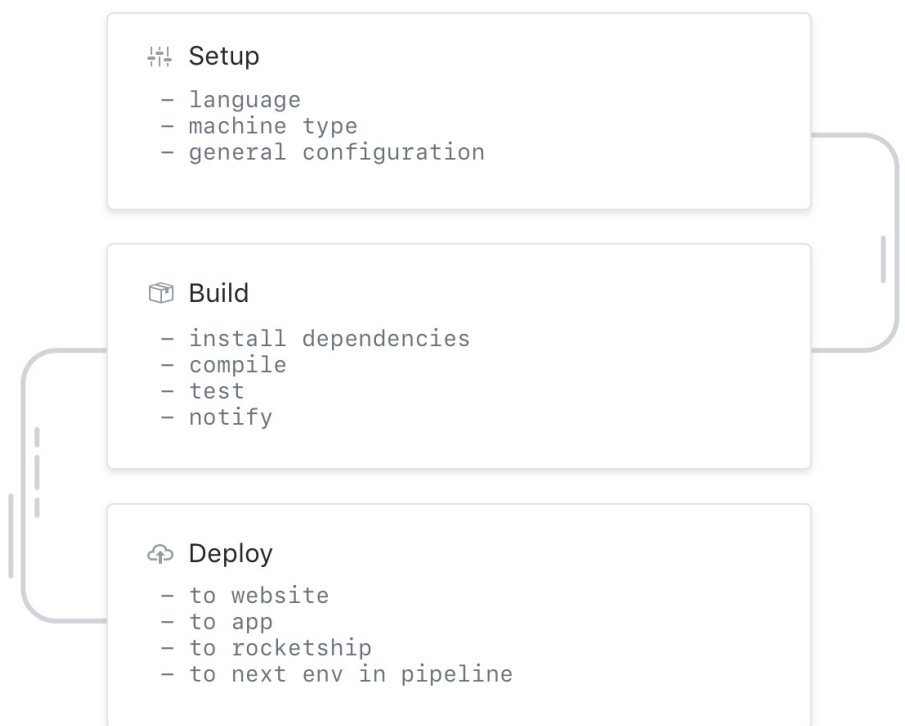 Setup
– language
– machine type
– general configuration
Build
– install dependencies
– compile
– test
– notify
Deploy
– to website
– to app
– to rocketship
– to next env in pipeline